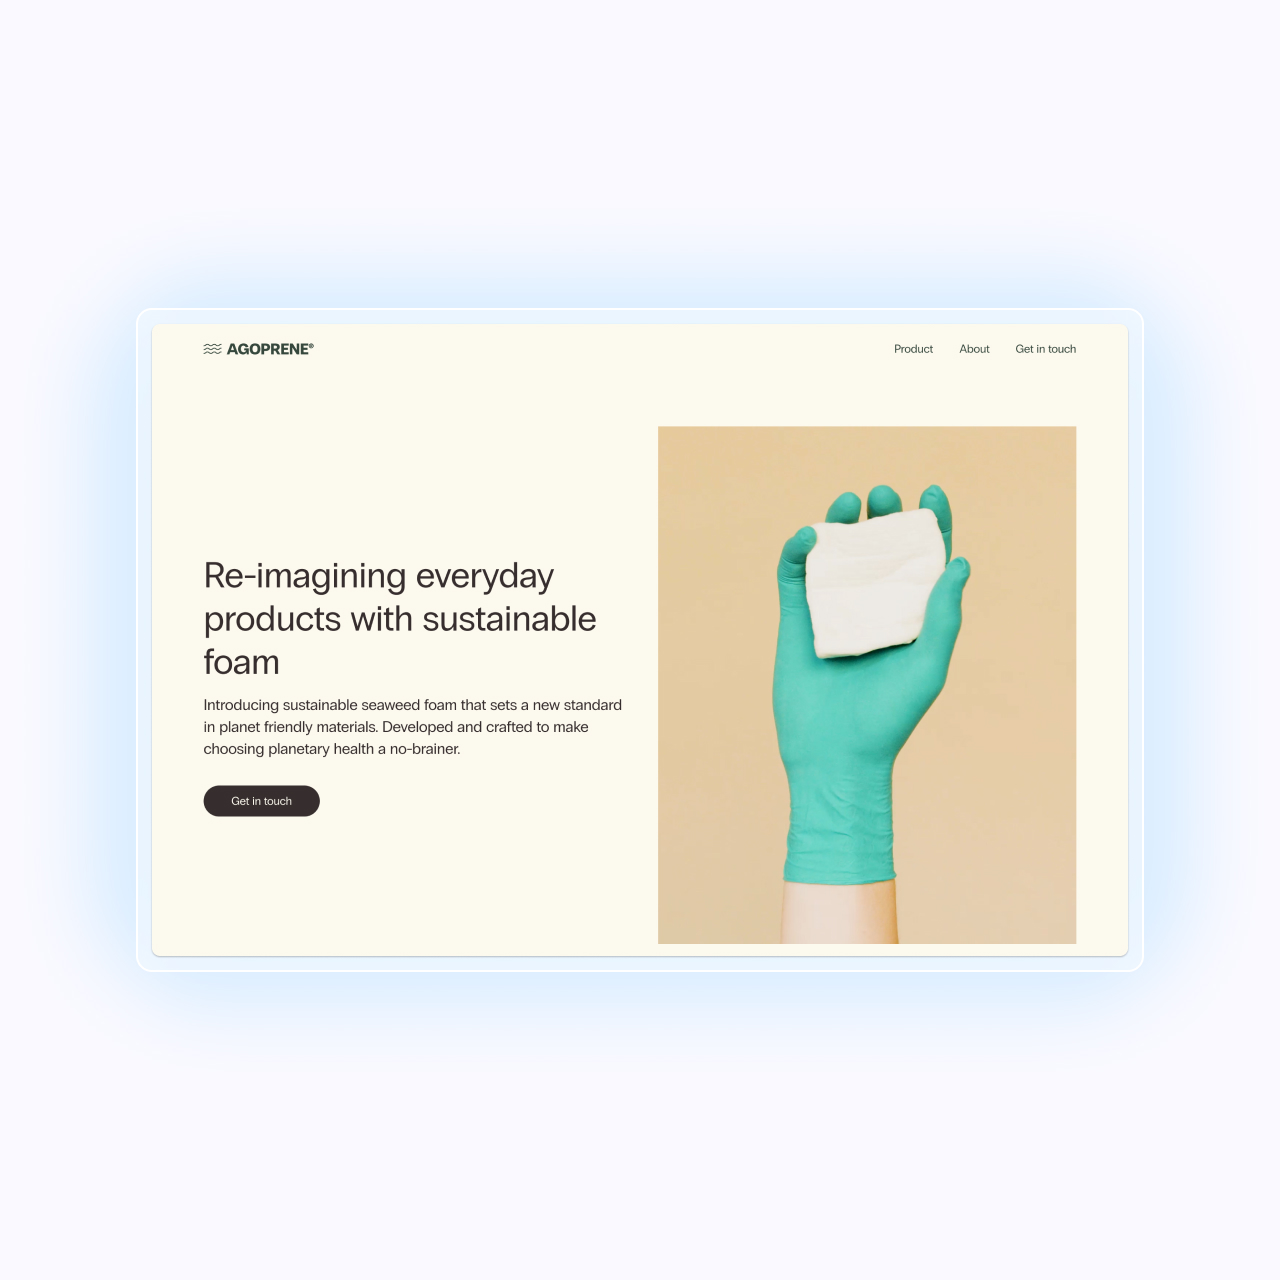 AGOPRENE®
Product
About
Get in touch
Re-imagining everyday
products with sustainable
foam
Introducing sustainable seaweed foam that sets a new standard
in planet friendly materials. Developed and crafted to make
choosing planetary health a no-brainer.
Get in touch